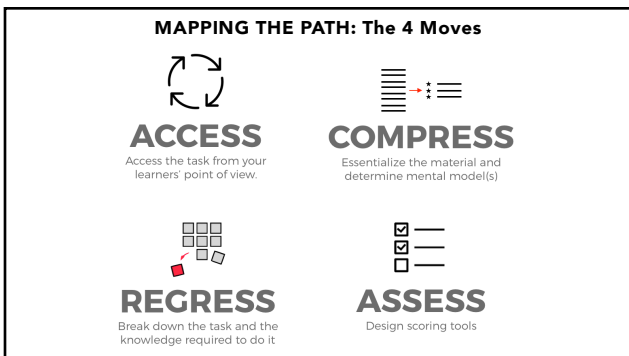 MAPPING THE PATH: The 4 Moves
ACCESS
Access the task from your
learners' point of view.
COMPRESS
Essentialize the material and
determine mental model(s)
REGRESS
Break down the task and the
knowledge required to do it
ASSESS
Design scoring tools